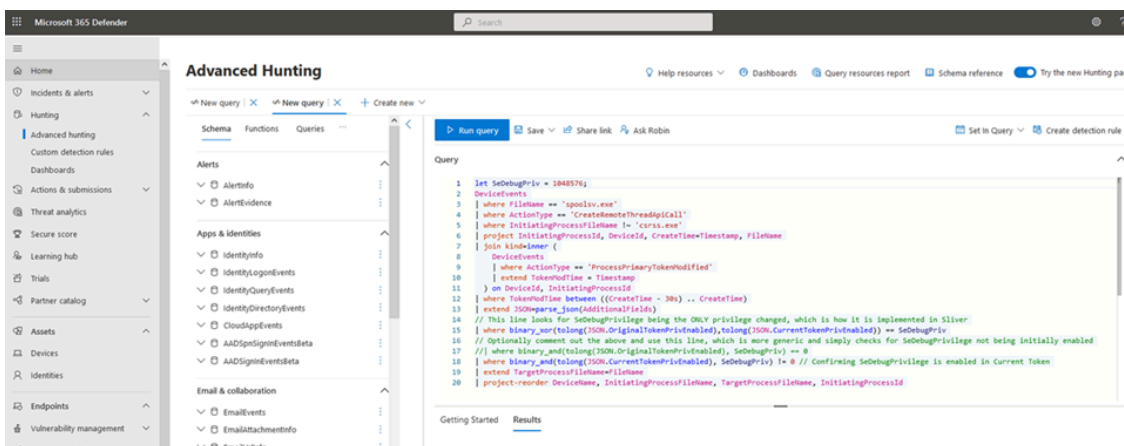 Microsoft 365 Defender
Search
Home
Incidents & alerts
Hunting
Advanced hunting
Custom detection rules
Dashboards
Actions & submissions
Threat analytics
Secure score
Learning hub
Trials
Partner catalog
Assets
Devices
Identities
Endpoints
Vulnerability management
Advanced Hunting
Help resources
Dashboards
Query resources report
Schema reference
Try the new Hunting pa
New query
New query
Create new
Schema Functions Queries ...
Alerts
AlertInfo
AlertEvidence
Apps & identities
IdentityInfo
IdentityLogonEvents
IdentityQueryEvents
IdentityDirectoryEvents
CloudAppEvents
AADSpnSignInEventsBeta
AADSignInEventsBeta
Email & collaboration
EmailEvents
EmailAttachmentInfo
Run query Save Share link Ask Robin
Set In Query Create detection rule
Query
1 let SeDebugPriv = 1048576;
2 DeviceEvents
3 | where FileName == 'spoolsv.exe'
4 | where ActionType == 'CreateRemoteThreadApiCall'
5 | where InitiatingProcessFileName !~ 'csrss.exe'
6 | project InitiatingProcessId, DeviceId, CreateTime=Timestamp, FileName
7 | join kind=inner (
8 DeviceEvents
9 | where ActionType == 'ProcessPrimaryTokenModified'
10 | extend TokenModTime = Timestamp
11 ) on DeviceId, InitiatingProcessId
12 | where TokenModTime between ((CreateTime - 30s) .. CreateTime)
13 | extend JSON=parse_json(AdditionalFields)
14 // This line looks for SeDebugPrivilege being the ONLY privilege changed, which is how it is implemented in Sliver
15 | where binary_xor(tolong(JSON.OriginalTokenPrivEnabled),tolong(JSON.CurrentTokenPrivEnabled)) == SeDebugPriv
16 // Optionally comment out the above and use this line, which is more generic and simply checks for SeDebugPrivilege not being initially enabled
17 //| where binary_and(tolong(JSON.OriginalTokenPrivEnabled), SeDebugPriv) == 0
18 | where binary_and(tolong(JSON.CurrentTokenPrivEnabled), SeDebugPriv) != 0 // Confirming SeDebugPrivilege is enabled in Current Token
19 | extend TargetProcessFileName=FileName
20 | project-reorder DeviceName, InitiatingProcessFileName, TargetProcessFileName, InitiatingProcessId
Getting Started Results